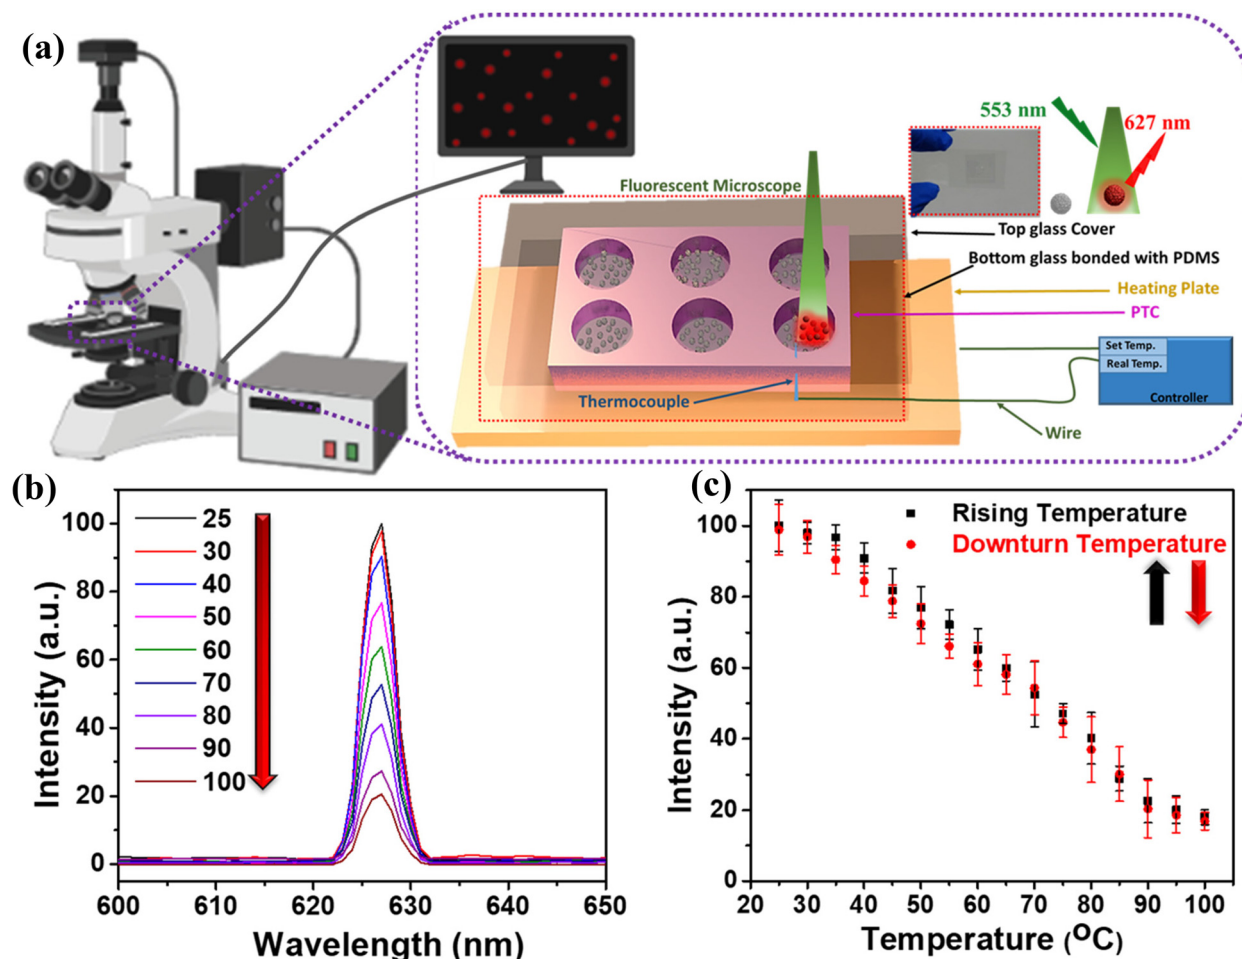 (a)
553 nm
627 nm
Fluorescent Microscope
Top glass Cover
Bottom glass bonded with PDMS
Heating Plate
PTC
Set Temp.
Real Temp.
Controller
Thermocouple
Wire
(b)
Intensity (a.u.)
100
80
60
40
20
0
25
30
40
50
60
70
80
90
100
600 610 620 630 640 650
Wavelength (nm)
(c)
Intensity (a.u.)
100
80
60
40
20
0
Rising Temperature
Downturn Temperature
20 30 40 50 60 70 80 90 100
Temperature (ºC)